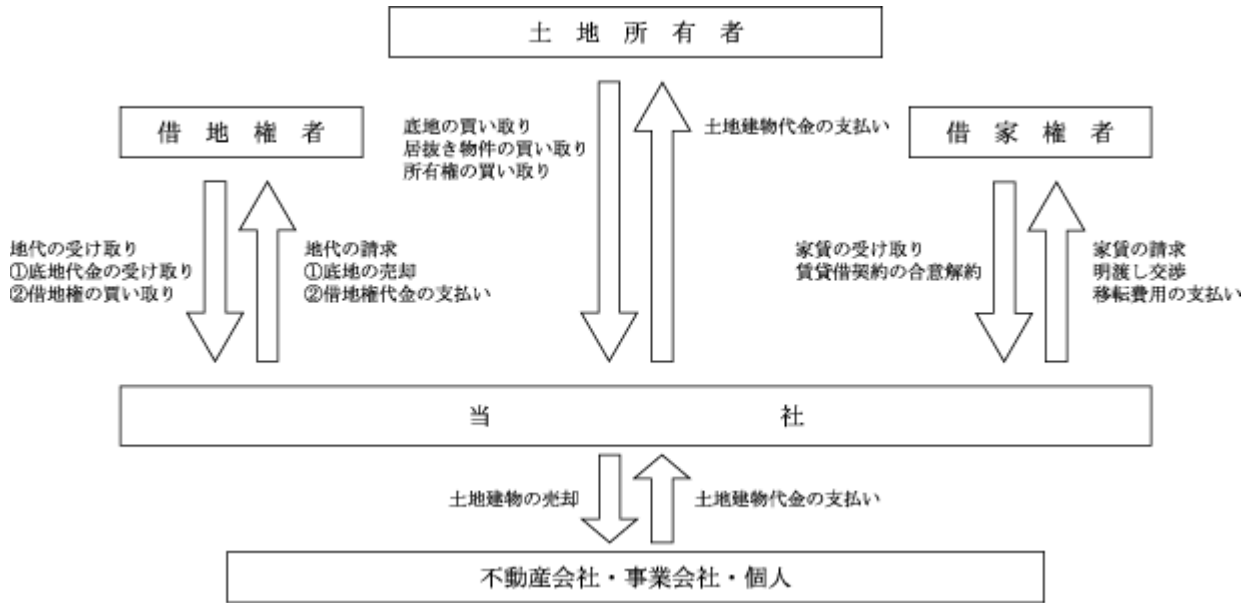 土地所有者
借地権者
借家権者
底地の買い取り
居抜き物件の買い取り
所有権の買い取り
土地建物代金の支払い
地代の受け取り
①底地代金の受け取り
②借地権の買い取り
地代の請求
①底地の売却
②借地権代金の支払い
家賃の受け取り
賃貸借契約の合意解約
家賃の請求
明渡し交渉
移転費用の支払い
当社
土地建物の売却
土地建物代金の支払い
不動産会社・事業会社・個人